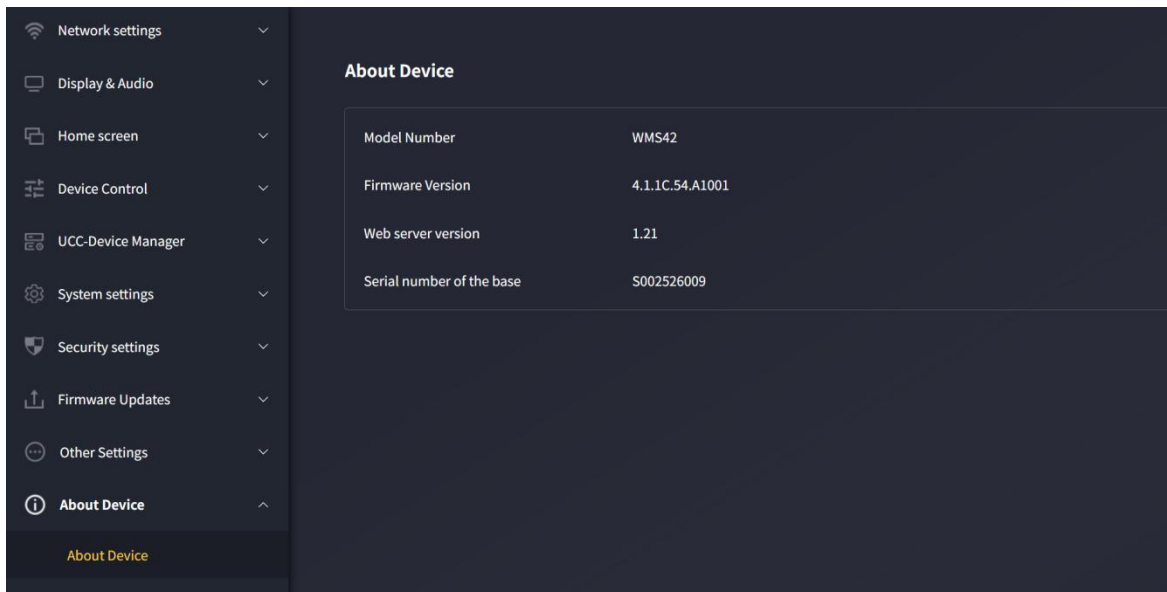 Network settings
Display & Audio
Home screen
Device Control
UCC-Device Manager
System settings
Security settings
Firmware Updates
Other Settings
About Device
About Device
About Device
Model Number WMS42
Firmware Version 4.1.1C.54.A1001
Web server version 1.21
Serial number of the base S002526009